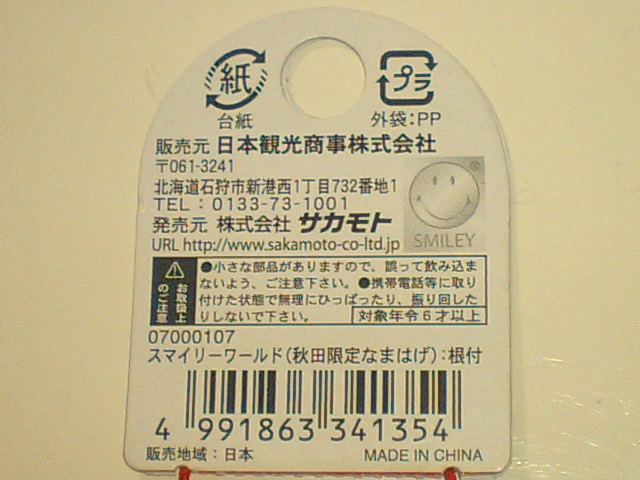 紙
プラ
台紙
外袋:PP
販売元 日本観光商事株式会社
〒061-3241
北海道石狩市新港西1丁目732番地1
TEL : 0133-73-1001
発売元 株式会社 サカモト
URL http://www.sakamoto-co-ltd.jp
SMILEY
お取扱上のご注意
●小さな部品がありますので、誤って飲み込ま
ないよう、ご注意下さい。●携帯電話等に取り
付けた状態で無理にひっぱったり、振り回した
りしないで下さい。 対象年令6才以上
07000107
スマイリーワールド(秋田限定なまはげ):根付
4 991863 341354
販売地域:日本 MADE IN CHINA